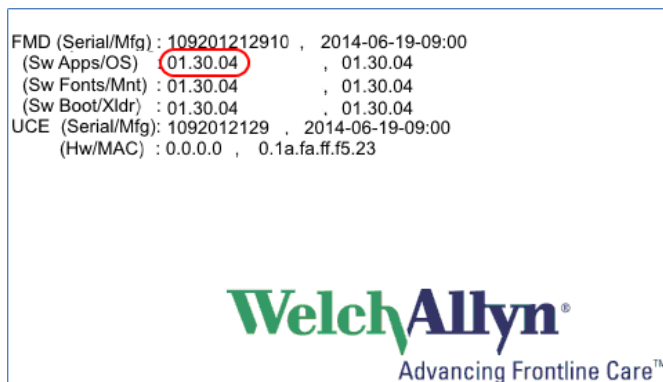 FMD (Serial/Mfg) : 109201212910 , 2014-06-19-09:00
(Sw Apps/OS) : 01.30.04 , 01.30.04
(Sw Fonts/Mnt) : 01.30.04 , 01.30.04
(Sw Boot/Xldr) : 01.30.04 , 01.30.04
UCE (Serial/Mfg): 1092012129 , 2014-06-19-09:00
(Hw/MAC) : 0.0.0.0 , 0.1a.fa.ff.f5.23
WelchAllyn®
Advancing Frontline Care™